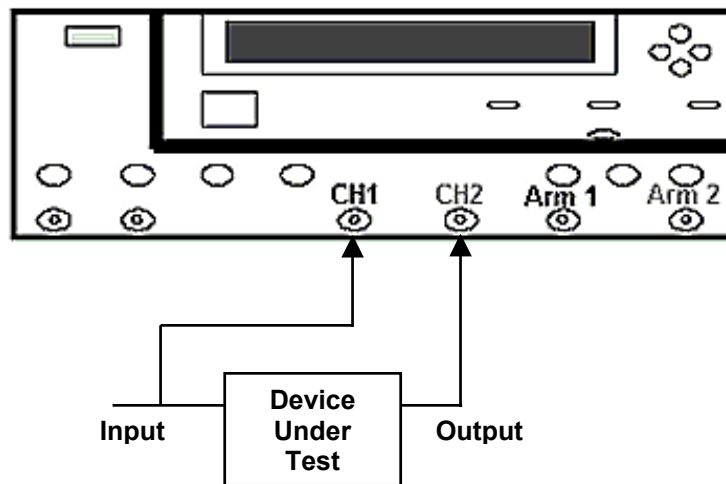 CH1 CH2 Arm 1 Arm 2
Input
Device
Under
Test
Output